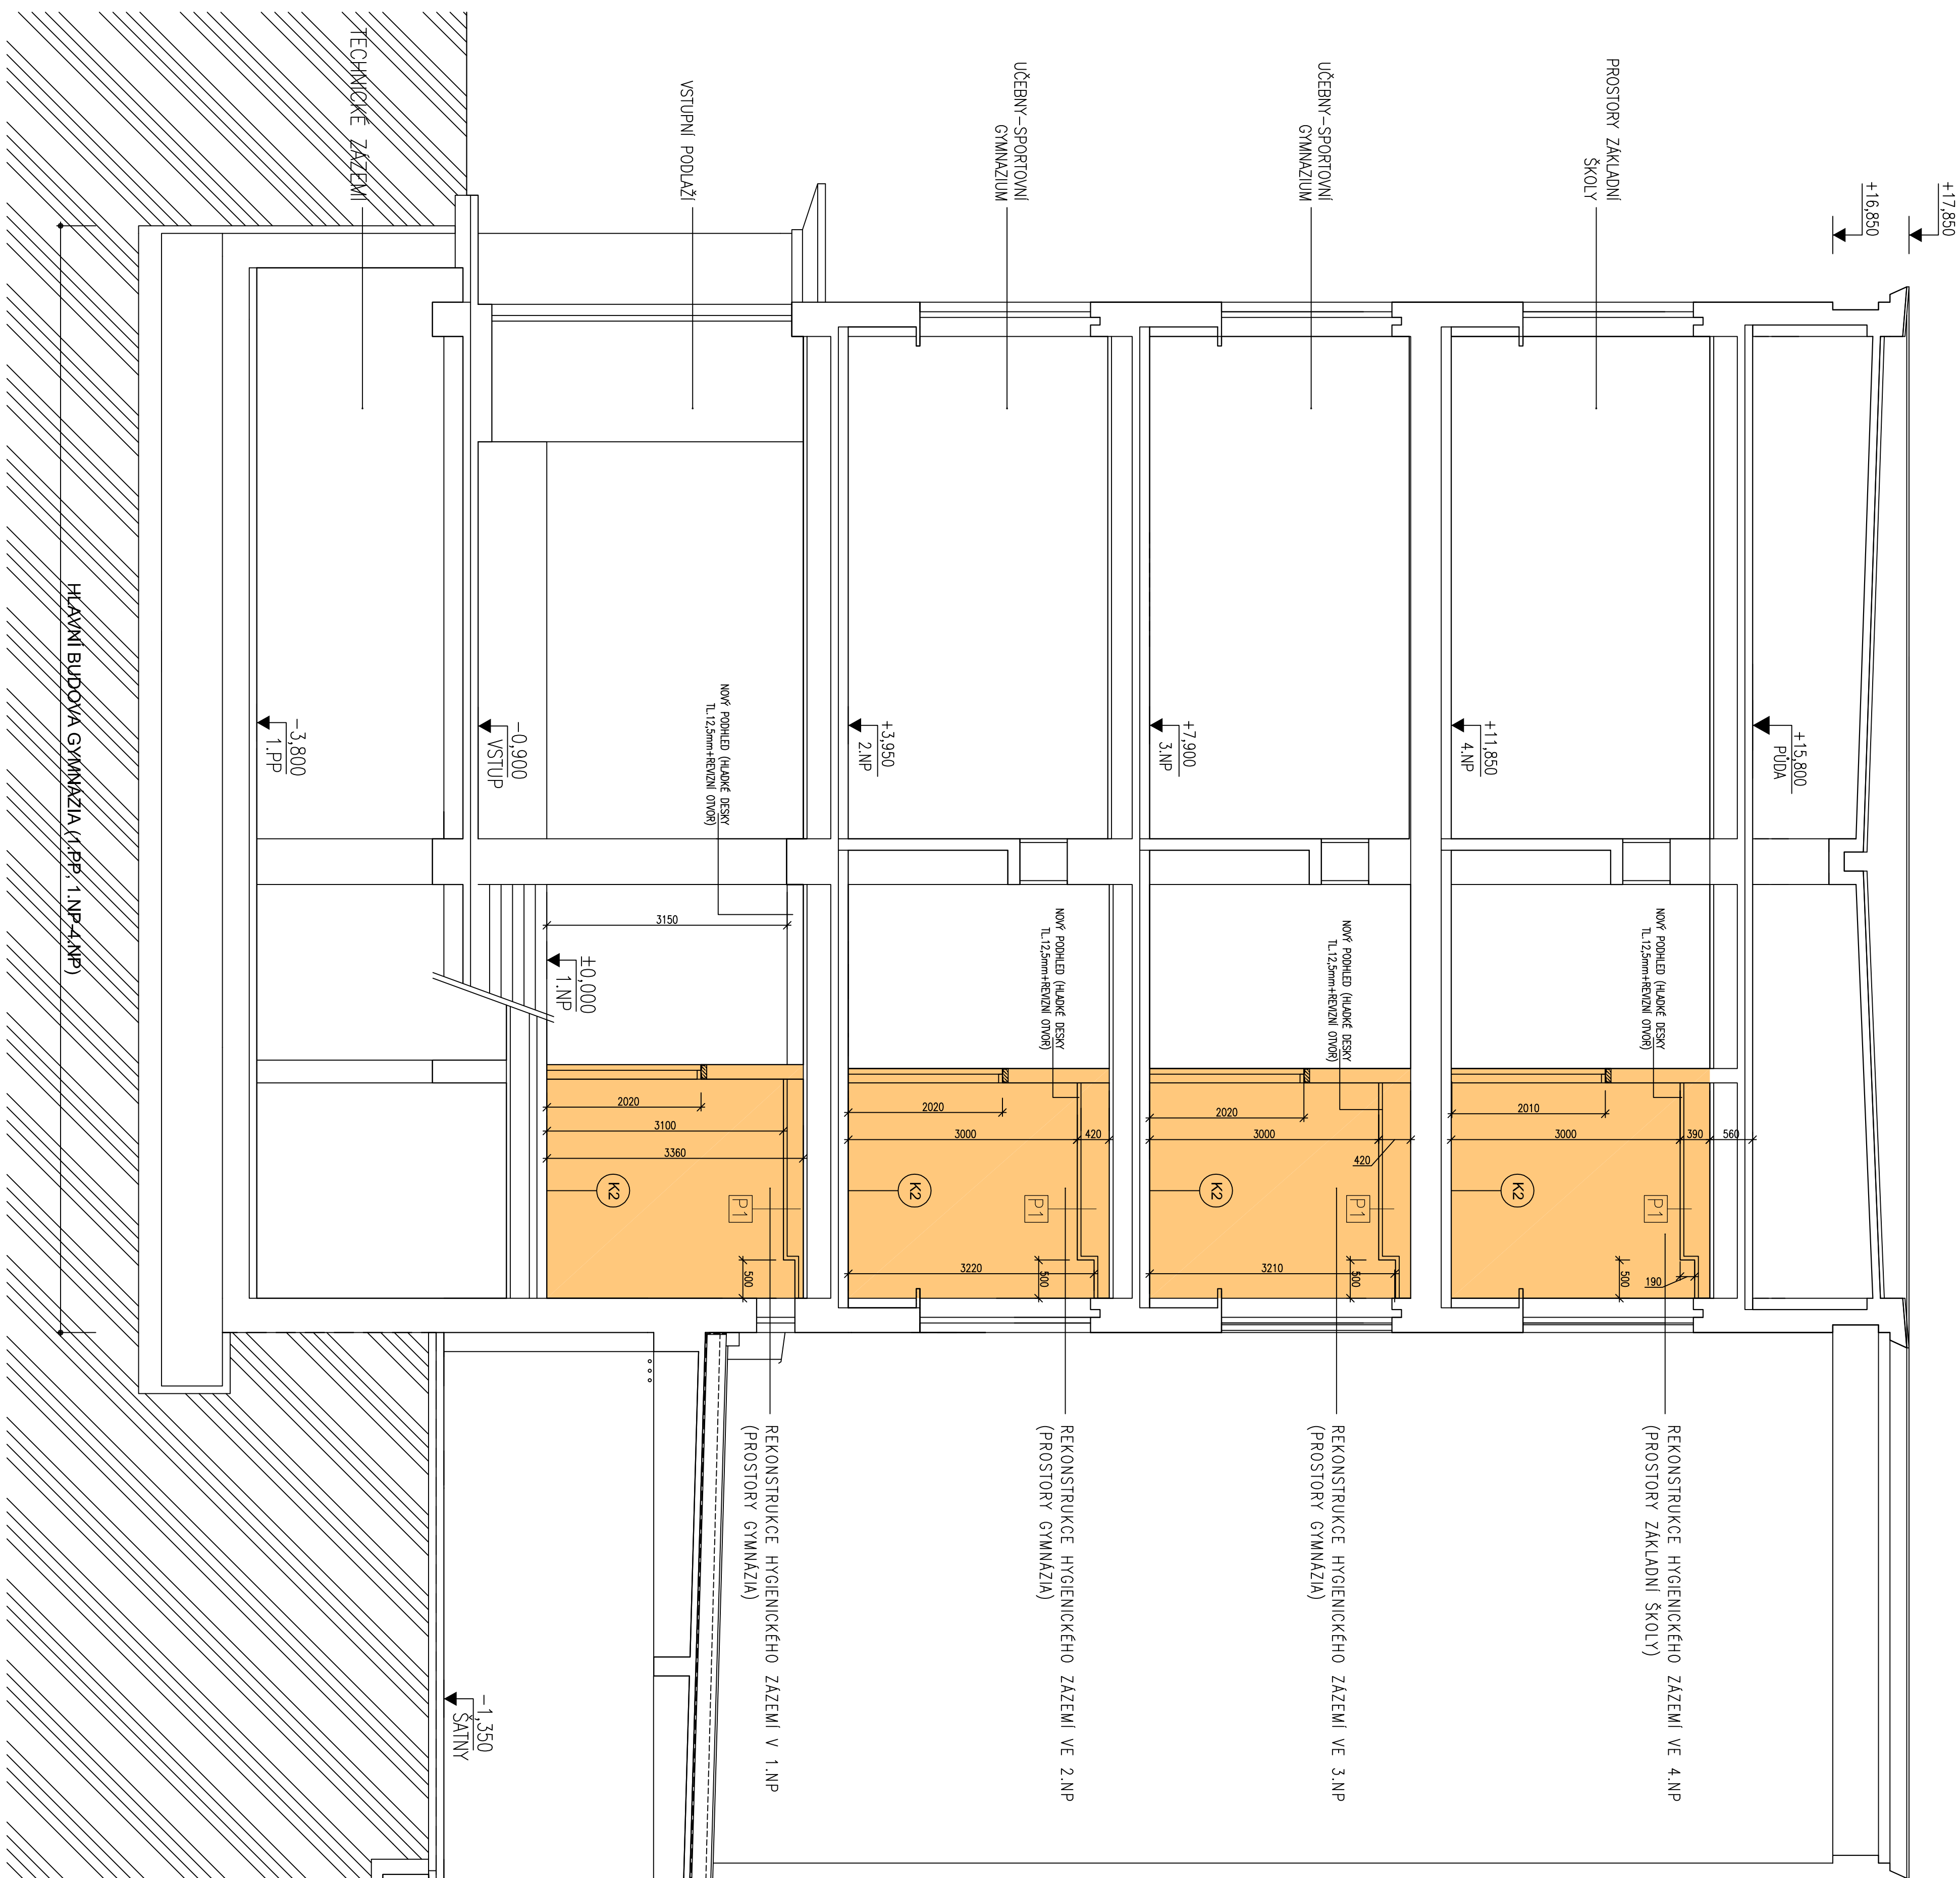 +17,850
+16,850
PROSTORY ZÁKLADNÍ
ŠKOLY
UČEBNY-SPORTOVNÍ
GYMNAZIUM
UČEBNY-SPORTOVNÍ
GYMNAZIUM
VSTUPNÍ PODLAŽÍ
TECHNICKÉ ZÁZEMÍ
+15,800
PŮDA
+11,850
4.NP
+7,900
3.NP
+3,950
2.NP
-0,900
VSTUP
-3,800
1.PP
±0,000
1.NP
-1,350
ŠATNY
NOVÝ PODHLED (HLADKÉ DESKY
TL.12,5mm+REVIZNÍ OTVOR)
NOVÝ PODHLED (HLADKÉ DESKY
TL.12,5mm+REVIZNÍ OTVOR)
NOVÝ PODHLED (HLADKÉ DESKY
TL.12,5mm+REVIZNÍ OTVOR)
NOVÝ PODHLED (HLADKÉ DESKY
TL.12,5mm+REVIZNÍ OTVOR)
2010
3000
390
560
K2
P1
500
190
2020
3000
420
K2
P1
3210
500
2020
3000
420
K2
P1
3220
500
3150
2020
3100
3360
K2
P1
500
REKONSTRUKCE HYGIENICKÉHO ZÁZEMÍ VE 4.NP
(PROSTORY ZÁKLADNÍ ŠKOLY)
REKONSTRUKCE HYGIENICKÉHO ZÁZEMÍ VE 3.NP
(PROSTORY GYMNÁZIA)
REKONSTRUKCE HYGIENICKÉHO ZÁZEMÍ VE 2.NP
(PROSTORY GYMNÁZIA)
REKONSTRUKCE HYGIENICKÉHO ZÁZEMÍ V 1.NP
(PROSTORY GYMNÁZIA)
HLAVNÍ BUDOVA GYMNÁZIA (1.PP, 1.NP-4.NP)